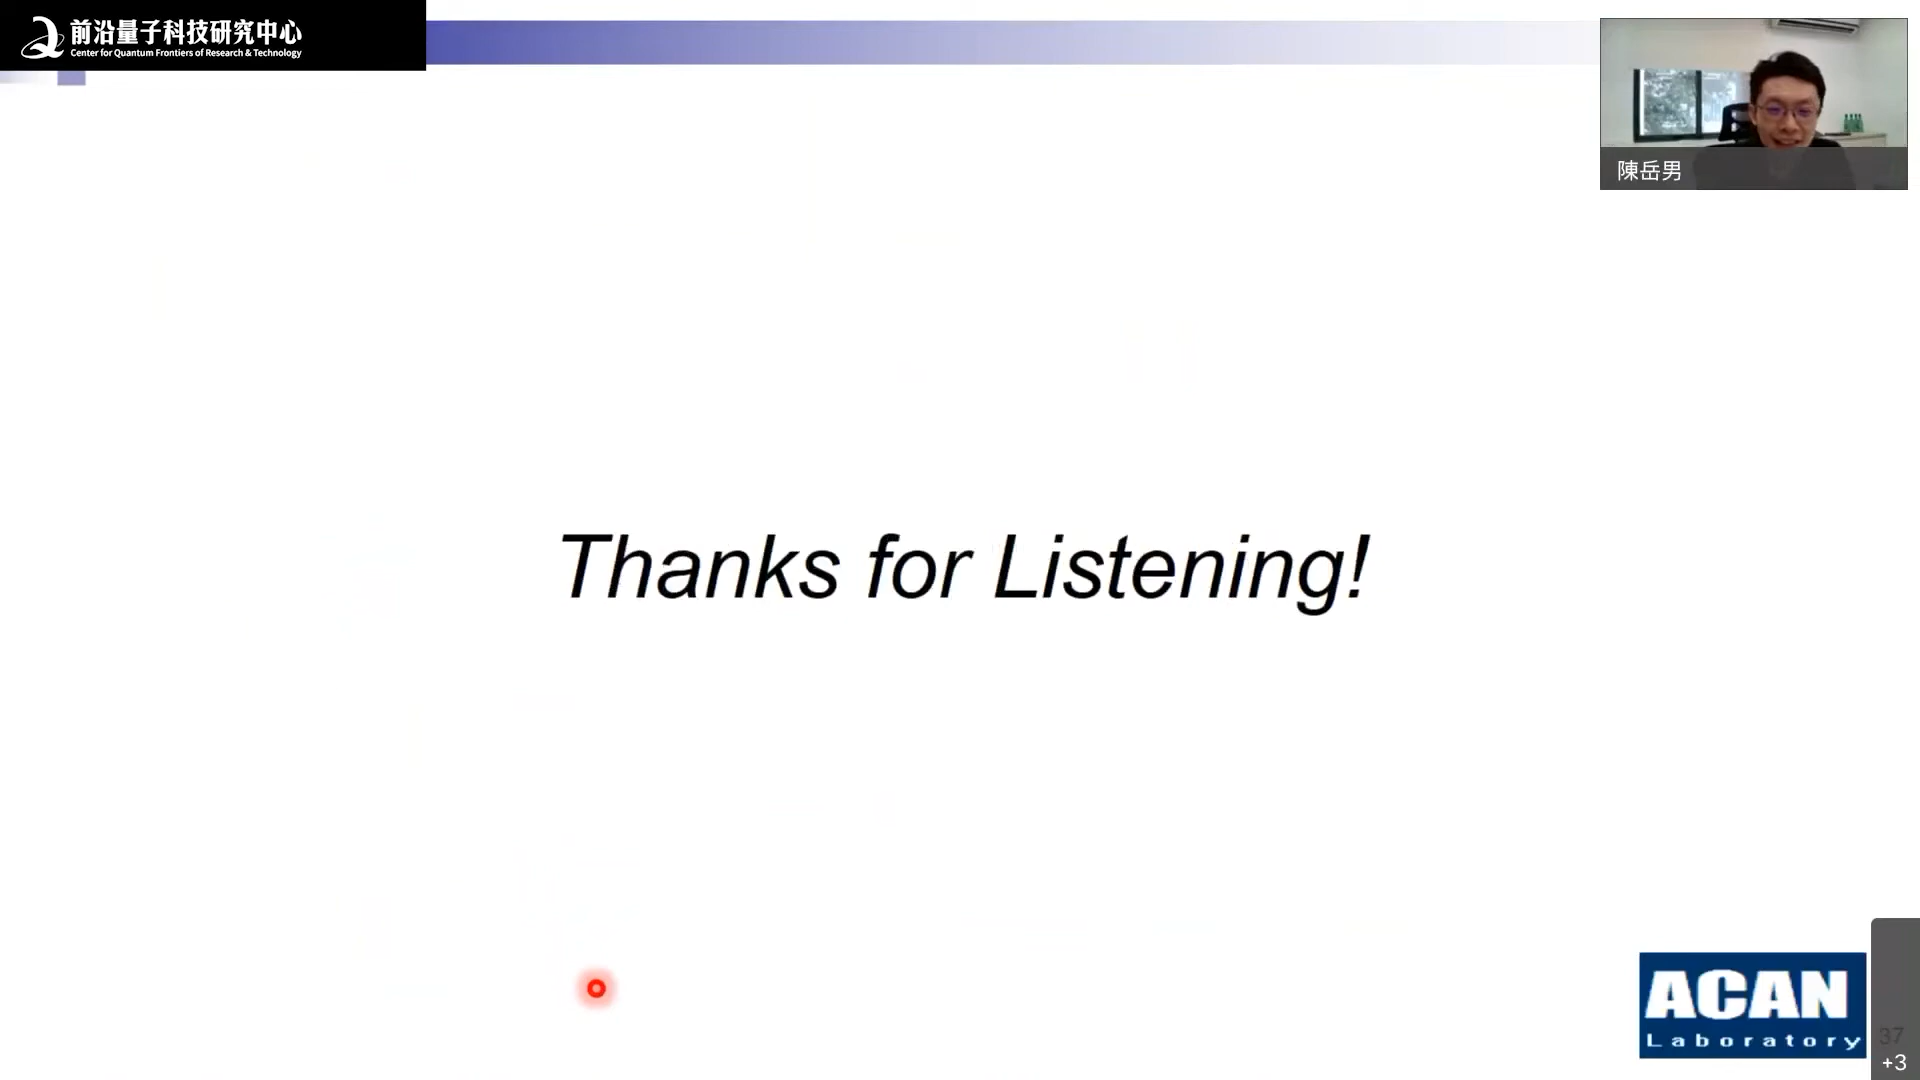 前沿量子科技研究中心
Center for Quantum Frontiers of Research & Technology
陳岳男
Thanks for Listening!
ACAN
Laboratory
37
+3